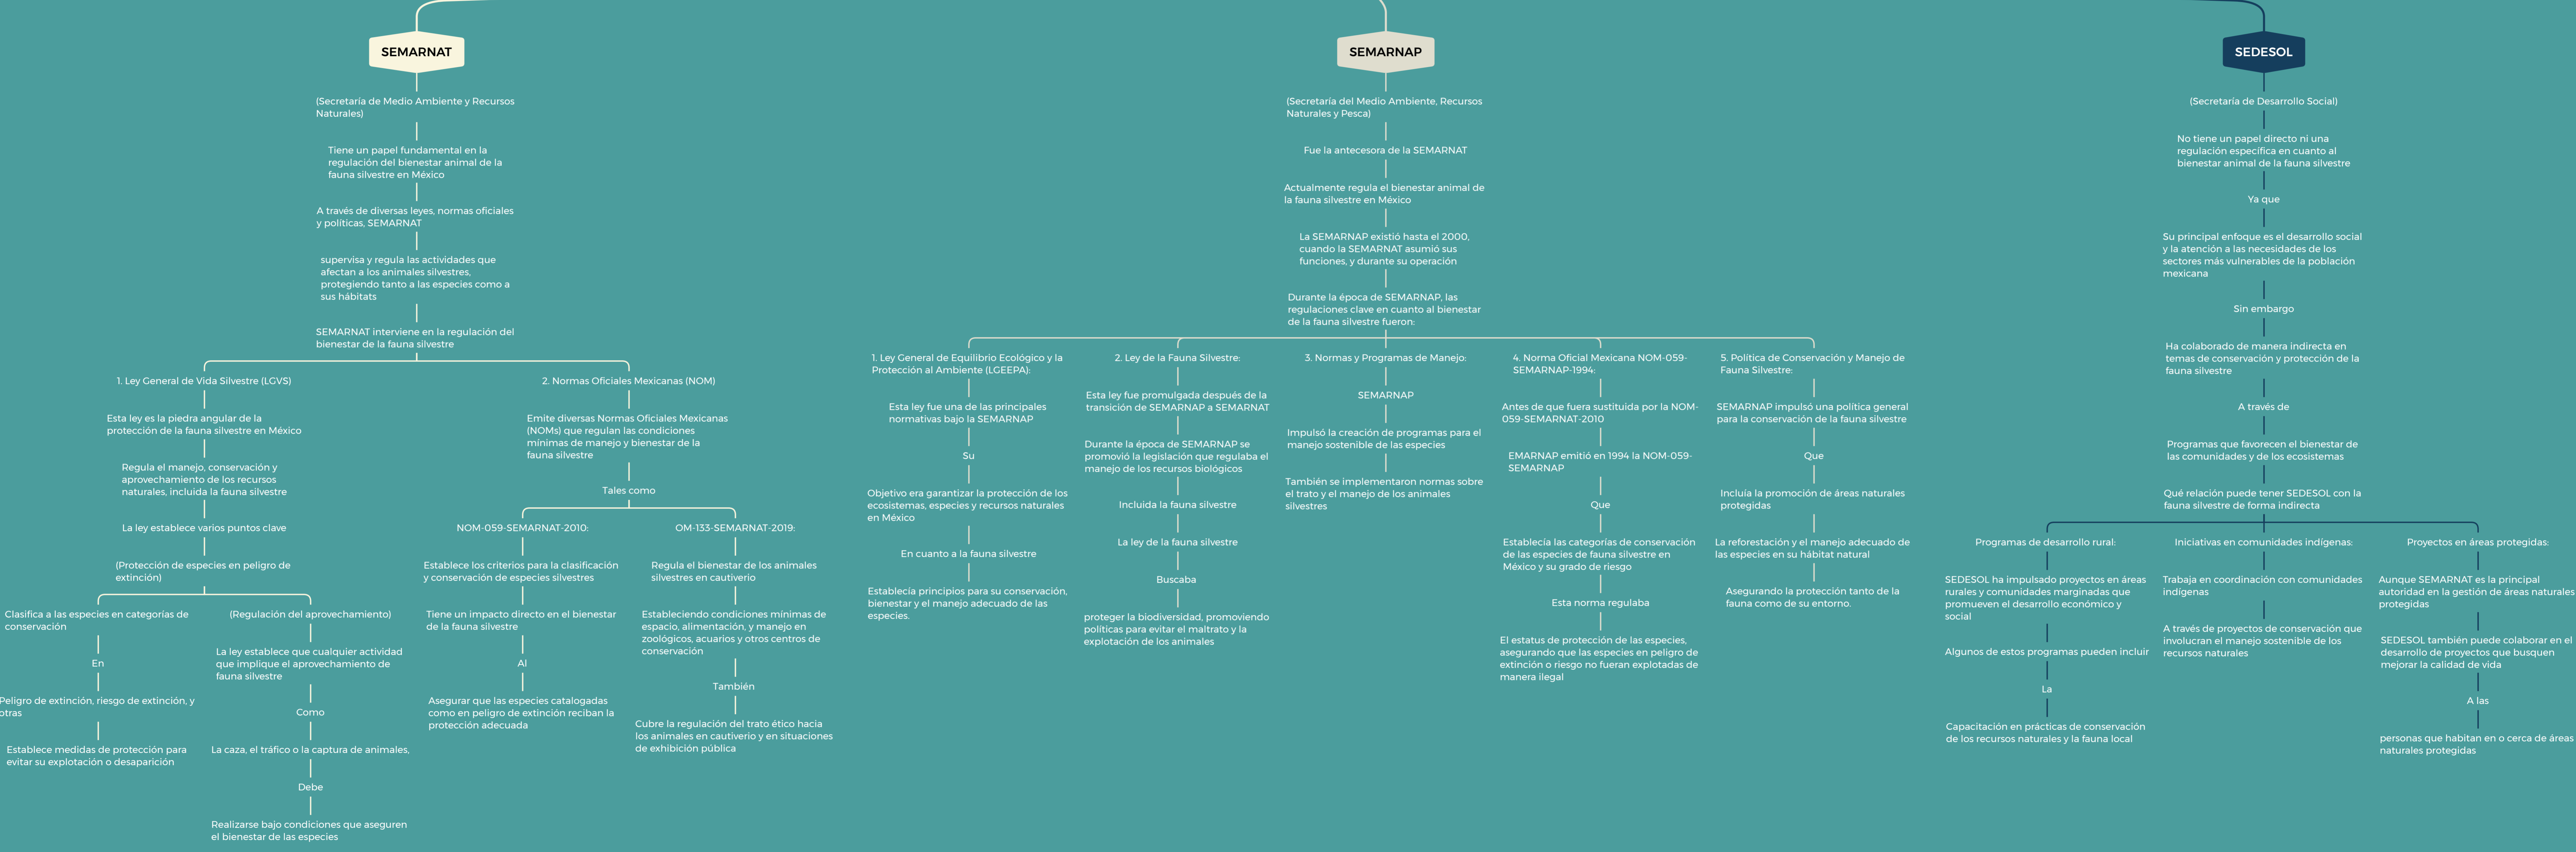 SEMARNAT
(Secretaría de Medio Ambiente y Recursos
Naturales)
Tiene un papel fundamental en la
regulación del bienestar animal de la
fauna silvestre en México
A través de diversas leyes, normas oficiales
y políticas, SEMARNAT
supervisa y regula las actividades que
afectan a los animales silvestres,
protegiendo tanto a las especies como a
sus hábitats
SEMARNAT interviene en la regulación del
bienestar de la fauna silvestre
1. Ley General de Vida Silvestre (LGVS)
Esta ley es la piedra angular de la
protección de la fauna silvestre en México
Regula el manejo, conservación y
aprovechamiento de los recursos
naturales, incluida la fauna silvestre
La ley establece varios puntos clave
(Protección de especies en peligro de
extinción)
Clasifica a las especies en categorías de
conservación
En
Peligro de extinción, riesgo de extinción, y
otras
Establece medidas de protección para
evitar su explotación o desaparición
(Regulación del aprovechamiento)
La ley establece que cualquier actividad
que implique el aprovechamiento de
fauna silvestre
Como
La caza, el tráfico o la captura de animales,
Debe
Realizarse bajo condiciones que aseguren
el bienestar de las especies
2. Normas Oficiales Mexicanas (NOM)
Emite diversas Normas Oficiales Mexicanas
(NOMs) que regulan las condiciones
mínimas de manejo y bienestar de la
fauna silvestre
Tales como
NOM-059-SEMARNAT-2010:
Establece los criterios para la clasificación
y conservación de especies silvestres
Tiene un impacto directo en el bienestar
de la fauna silvestre
Al
Asegurar que las especies catalogadas
como en peligro de extinción reciban la
protección adecuada
OM-133-SEMARNAT-2019:
Regula el bienestar de los animales
silvestres en cautiverio
Estableciendo condiciones mínimas de
espacio, alimentación, y manejo en
zoológicos, acuarios y otros centros de
conservación
También
Cubre la regulación del trato ético hacia
los animales en cautiverio y en situaciones
de exhibición pública
SEMARNAP
(Secretaría del Medio Ambiente, Recursos
Naturales y Pesca)
Fue la antecesora de la SEMARNAT
Actualmente regula el bienestar animal de
la fauna silvestre en México
La SEMARNAP existió hasta el 2000,
cuando la SEMARNAT asumió sus
funciones, y durante su operación
Durante la época de SEMARNAP, las
regulaciones clave en cuanto al bienestar
de la fauna silvestre fueron:
1. Ley General de Equilibrio Ecológico y la
Protección al Ambiente (LGEEPA):
Esta ley fue una de las principales
normativas bajo la SEMARNAP
Su
Objetivo era garantizar la protección de los
ecosistemas, especies y recursos naturales
en México
En cuanto a la fauna silvestre
Establecía principios para su conservación,
bienestar y el manejo adecuado de las
especies.
2. Ley de la Fauna Silvestre:
Esta ley fue promulgada después de la
transición de SEMARNAP a SEMARNAT
Durante la época de SEMARNAP se
promovió la legislación que regulaba el
manejo de los recursos biológicos
Incluida la fauna silvestre
La ley de la fauna silvestre
Buscaba
proteger la biodiversidad, promoviendo
políticas para evitar el maltrato y la
explotación de los animales
3. Normas y Programas de Manejo:
SEMARNAP
Impulsó la creación de programas para el
manejo sostenible de las especies
También se implementaron normas sobre
el trato y el manejo de los animales
silvestres
4. Norma Oficial Mexicana NOM-059-
SEMARNAP-1994:
Antes de que fuera sustituida por la NOM-
059-SEMARNAT-2010
EMARNAP emitió en 1994 la NOM-059-
SEMARNAP
Que
Establecía las categorías de conservación
de las especies de fauna silvestre en
México y su grado de riesgo
Esta norma regulaba
El estatus de protección de las especies,
asegurando que las especies en peligro de
extinción o riesgo no fueran explotadas de
manera ilegal
5. Política de Conservación y Manejo de
Fauna Silvestre:
SEMARNAP impulsó una política general
para la conservación de la fauna silvestre
Que
Incluía la promoción de áreas naturales
protegidas
La reforestación y el manejo adecuado de
las especies en su hábitat natural
Asegurando la protección tanto de la
fauna como de su entorno.
SEDESOL
(Secretaría de Desarrollo Social)
No tiene un papel directo ni una
regulación específica en cuanto al
bienestar animal de la fauna silvestre
Ya que
Su principal enfoque es el desarrollo social
y la atención a las necesidades de los
sectores más vulnerables de la población
mexicana
Sin embargo
Ha colaborado de manera indirecta en
temas de conservación y protección de la
fauna silvestre
A través de
Programas que favorecen el bienestar de
las comunidades y de los ecosistemas
Qué relación puede tener SEDESOL con la
fauna silvestre de forma indirecta
Programas de desarrollo rural:
SEDESOL ha impulsado proyectos en áreas
rurales y comunidades marginadas que
promueven el desarrollo económico y
social
Algunos de estos programas pueden incluir
La
Capacitación en prácticas de conservación
de los recursos naturales y la fauna local
Iniciativas en comunidades indígenas:
Trabaja en coordinación con comunidades
indígenas
A través de proyectos de conservación que
involucran el manejo sostenible de los
recursos naturales
Proyectos en áreas protegidas:
Aunque SEMARNAT es la principal
autoridad en la gestión de áreas naturales
protegidas
SEDESOL también puede colaborar en el
desarrollo de proyectos que busquen
mejorar la calidad de vida
A las
personas que habitan en o cerca de áreas
naturales protegidas